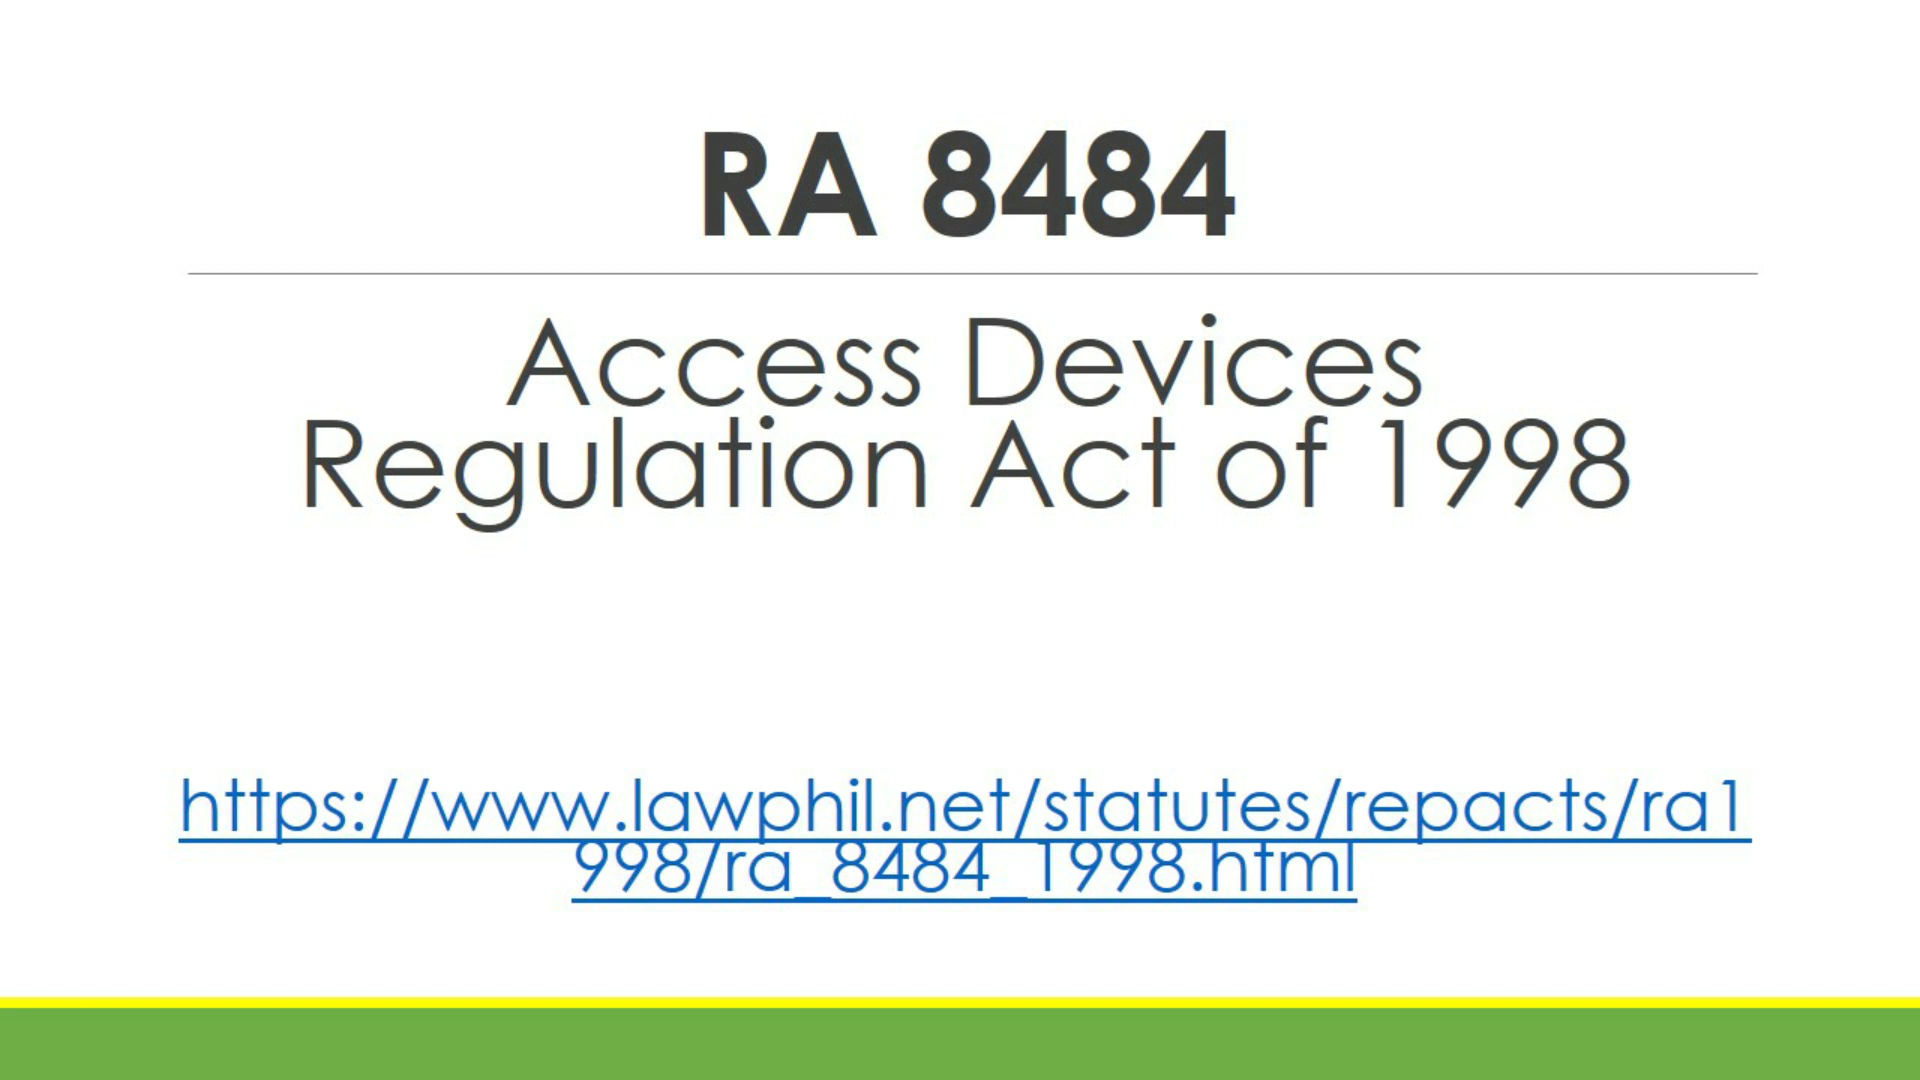 RA 8484
Access Devices
Regulation Act of 1998
https://www.lawphil.net/statutes/repacts/ra1
998/ra_8484_1998.html